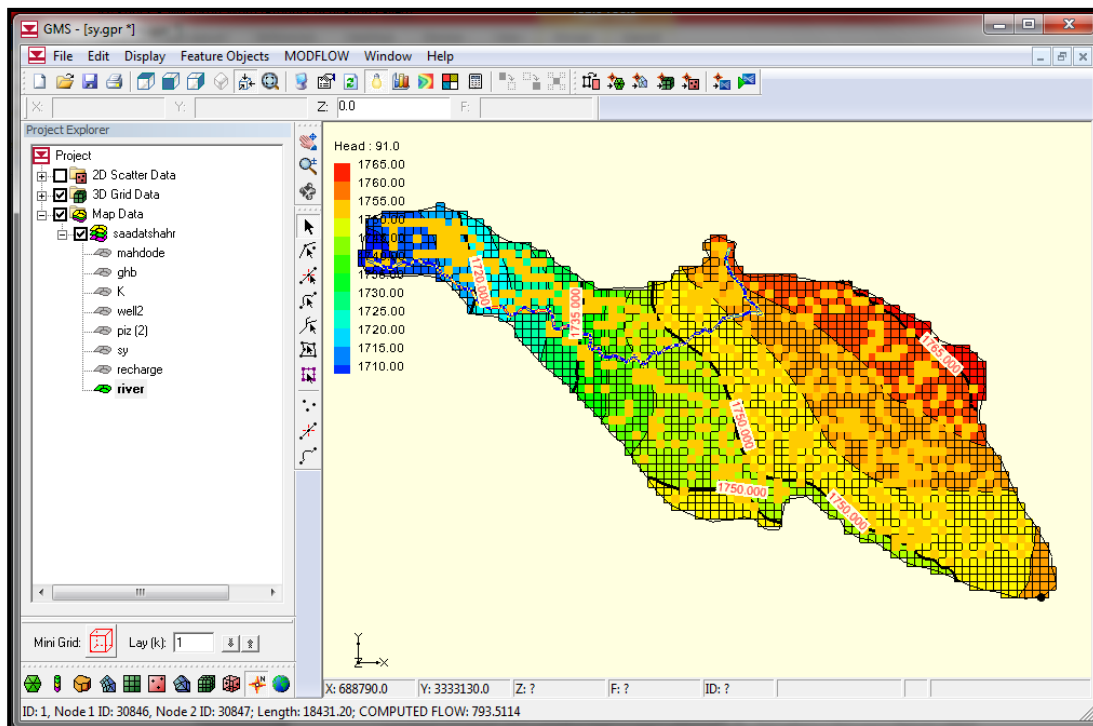 GMS - [sy.gpr *]
File Edit Display Feature Objects MODFLOW Window Help
X: Y: Z: 0.0 F:
Project Explorer
Project
2D Scatter Data
3D Grid Data
Map Data
saadatshahr
mahdode
ghb
K
well2
piz (2)
sy
recharge
river
Head : 91.0
1765.00
1760.00
1755.00
1730.00
1725.00
1720.00
1715.00
1710.00
1720.000
1735.000
1765.000
1750.000
1750.000
1750.000
Y
Z X
Mini Grid: Lay (k): 1
X: 688790.0 Y: 3333130.0 Z: ? F: ? ID: ?
ID: 1, Node 1 ID: 30846, Node 2 ID: 30847; Length: 18431.20; COMPUTED FLOW: 793.5114